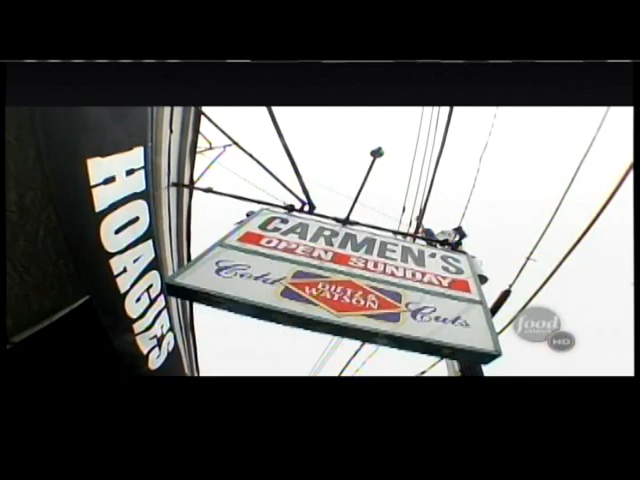 HOAGIES
CARMEN'S
OPEN SUNDAY
Cold DIETZ & WATSON Cuts
food
HD